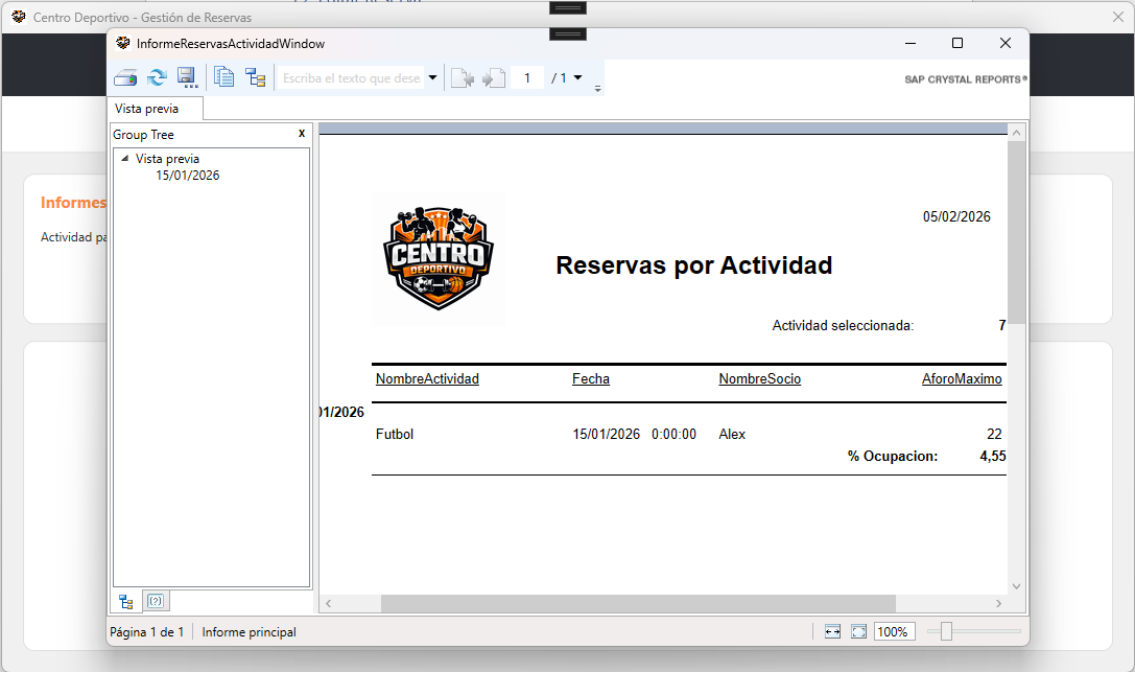 Centro Deportivo - Gestión de Reservas
InformeReservasActividadWindow
Escriba el texto que dese
1 / 1
SAP CRYSTAL REPORTS®
Vista previa
Group Tree x
Vista previa
15/01/2026
Informes
Actividad pa
CENTRO
DEPORTIVO
05/02/2026
Reservas por Actividad
Actividad seleccionada: 7
NombreActividad Fecha NombreSocio AforoMaximo
01/2026
Futbol 15/01/2026 0:00:00 Alex 22
% Ocupacion: 4,55
Página 1 de 1 Informe principal 100%